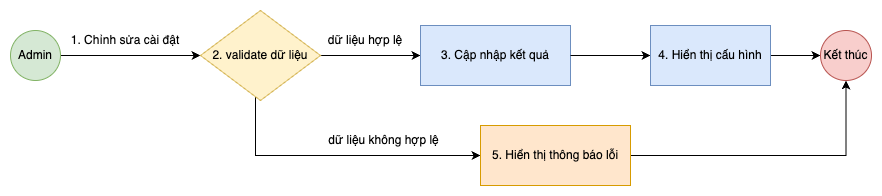 Admin
1. Chỉnh sửa cài đặt
2. validate dữ liệu
dữ liệu hợp lệ
3. Cập nhập kết quả
4. Hiển thị cấu hình
Kết thúc
dữ liệu không hợp lệ
5. Hiển thị thông báo lỗi